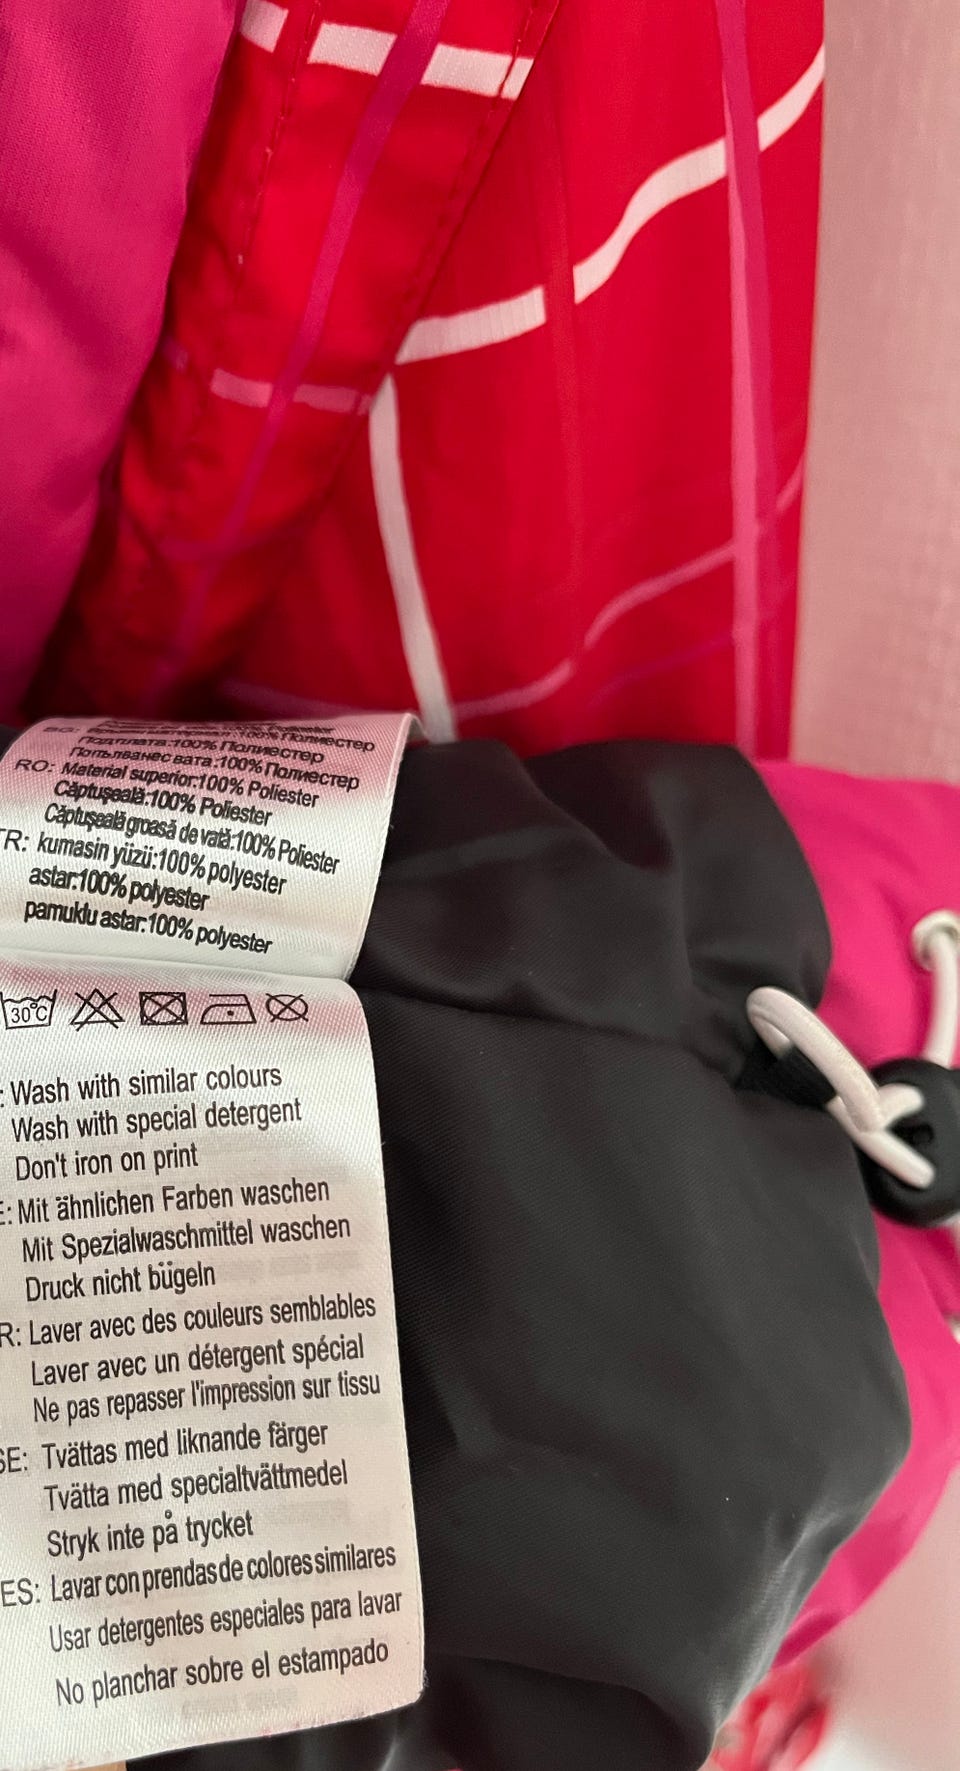 Полиестер
BG: материал:100% Полиестер
Подплата:100% Полиестер
вата:100% Полиестер
RO: Material superior:100% Poliester
Căptuşeală:100% Poliester
Căptuşeală groasă de vată:100% Poliester
TR: kumasin yüzü:100% polyester
astar:100% polyester
pamuklu astar:100% polyester
30°C
: Wash with similar colours
Wash with special detergent
Don't iron on print
E: Mit ähnlichen Farben waschen
Mit Spezialwaschmittel waschen
Druck nicht bügeln
R: Laver avec des couleurs semblables
Laver avec un détergent spécial
Ne pas repasser l'impression sur tissu
SE: Tvättas med liknande färger
Tvätta med specialtvättmedel
Stryk inte på trycket
ES: Lavar con prendas de colores similares
Usar detergentes especiales para lavar
No planchar sobre el estampado